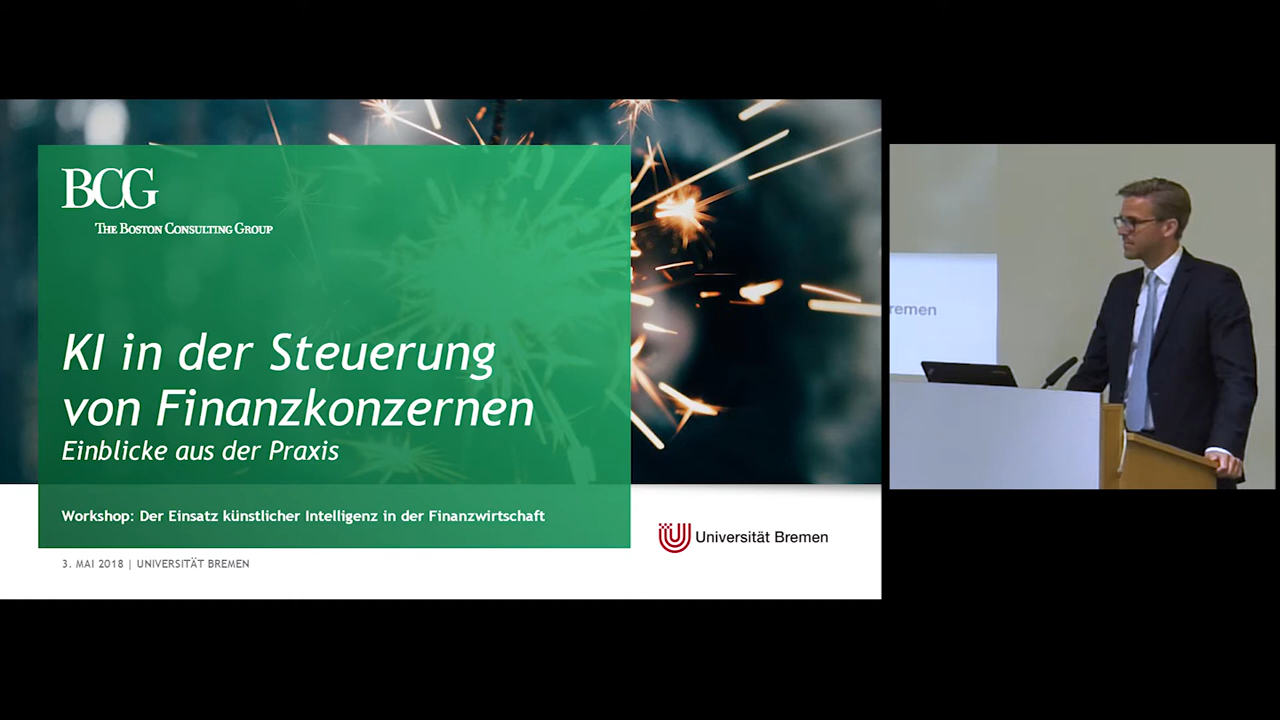 BCG
THE BOSTON CONSULTING GROUP
KI in der Steuerung
von Finanzkonzernen
Einblicke aus der Praxis
Workshop: Der Einsatz künstlicher Intelligenz in der Finanzwirtschaft
3. MAI 2018 | UNIVERSITÄT BREMEN
Universität Bremen
remen